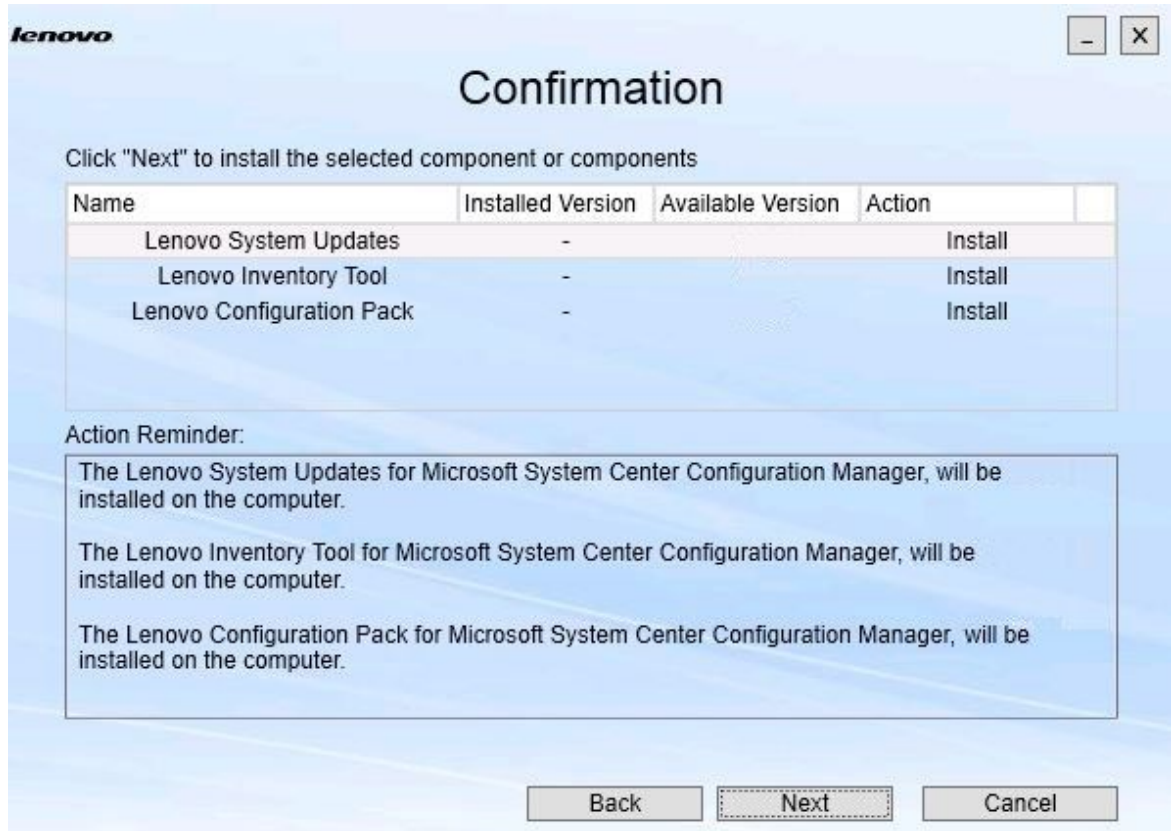 lenovo
Confirmation
Click "Next" to install the selected component or components
Name Installed Version Available Version Action
Lenovo System Updates - Install
Lenovo Inventory Tool - Install
Lenovo Configuration Pack - Install
Action Reminder:
The Lenovo System Updates for Microsoft System Center Configuration Manager, will be
installed on the computer.
The Lenovo Inventory Tool for Microsoft System Center Configuration Manager, will be
installed on the computer.
The Lenovo Configuration Pack for Microsoft System Center Configuration Manager, will be
installed on the computer.
Back Next Cancel